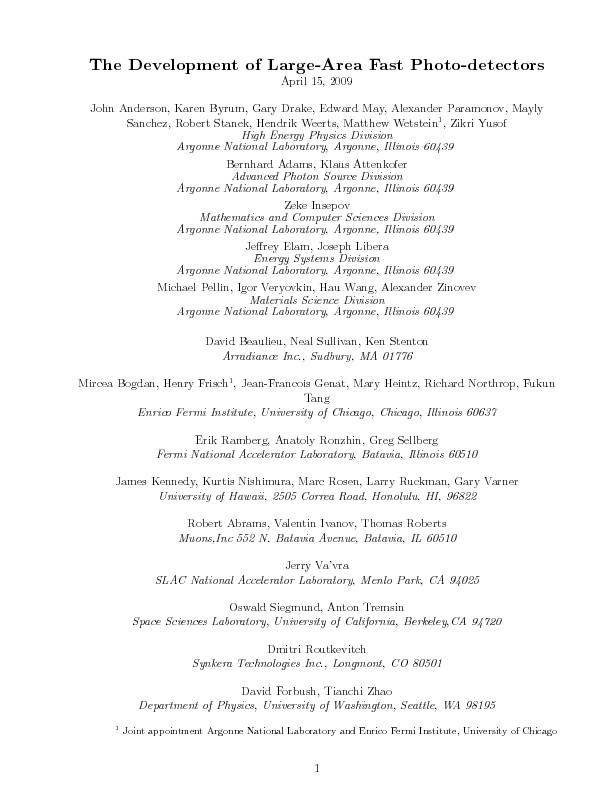 The Development of Large-Area Fast Photo-detectors
April 15, 2009
John Anderson, Karen Byrum, Gary Drake, Edward May, Alexander Paramonov, Mayly
Sanchez, Robert Stanek, Hendrik Weerts, Matthew Wetstein¹, Zikri Yusof
High Energy Physics Division
Argonne National Laboratory, Argonne, Illinois 60439
Bernhard Adams, Klaus Attenkofer
Advanced Photon Source Division
Argonne National Laboratory, Argonne, Illinois 60439
Zeke Insepov
Mathematics and Computer Sciences Division
Argonne National Laboratory, Argonne, Illinois 60439
Jeffrey Elam, Joseph Libera
Energy Systems Division
Argonne National Laboratory, Argonne, Illinois 60439
Michael Pellin, Igor Veryovkin, Hau Wang, Alexander Zinovev
Materials Science Division
Argonne National Laboratory, Argonne, Illinois 60439
David Beaulieu, Neal Sullivan, Ken Stenton
Arradiance Inc., Sudbury, MA 01776
Mircea Bogdan, Henry Frisch¹, Jean-Francois Genat, Mary Heintz, Richard Northrop, Fukun
Tang
Enrico Fermi Institute, University of Chicago, Chicago, Illinois 60637
Erik Ramberg, Anatoly Ronzhin, Greg Sellberg
Fermi National Accelerator Laboratory, Batavia, Illinois 60510
James Kennedy, Kurtis Nishimura, Marc Rosen, Larry Ruckman, Gary Varner
University of Hawaii, 2505 Correa Road, Honolulu, HI, 96822
Robert Abrams, Valentin Ivanov, Thomas Roberts
Muons,Inc 552 N. Batavia Avenue, Batavia, IL 60510
Jerry Va'vra
SLAC National Accelerator Laboratory, Menlo Park, CA 94025
Oswald Siegmund, Anton Tremsin
Space Sciences Laboratory, University of California, Berkeley,CA 94720
Dmitri Routkevitch
Synkera Technologies Inc., Longmont, CO 80501
David Forbush, Tianchi Zhao
Department of Physics, University of Washington, Seattle, WA 98195
¹ Joint appointment Argonne National Laboratory and Enrico Fermi Institute, University of Chicago
1